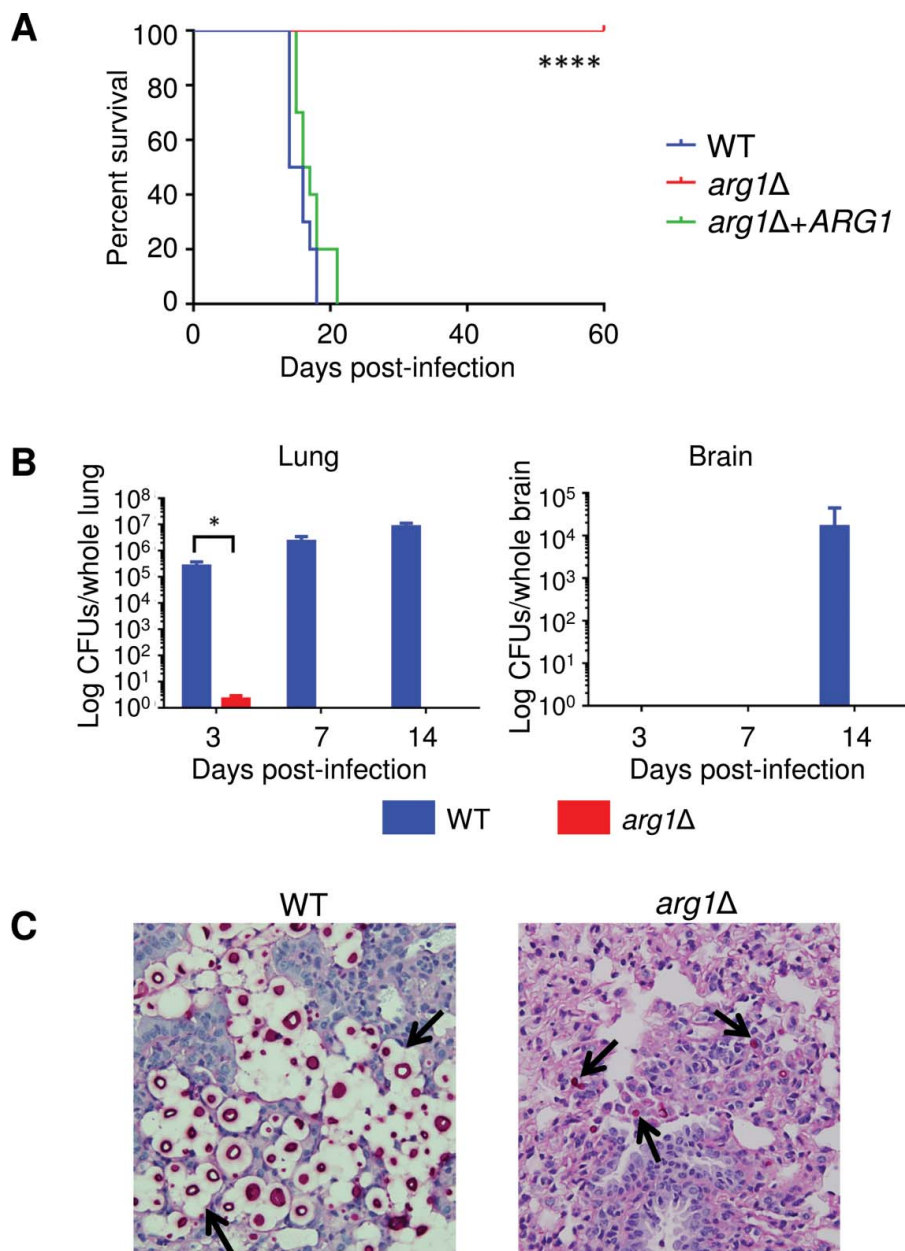 A
Percent survival
100
80
60
40
20
0
0 20 40 60
Days post-infection
****
WT
arg1Δ
arg1Δ+ARG1
B
Lung
Log CFUs/whole lung
10⁸
10⁷
10⁶
10⁵
10⁴
10³
10²
10¹
10⁰
*
3 7 14
Days post-infection
Brain
Log CFUs/whole brain
10⁵
10⁴
10³
10²
10¹
10⁰
3 7 14
Days post-infection
WT arg1Δ
C
WT arg1Δ